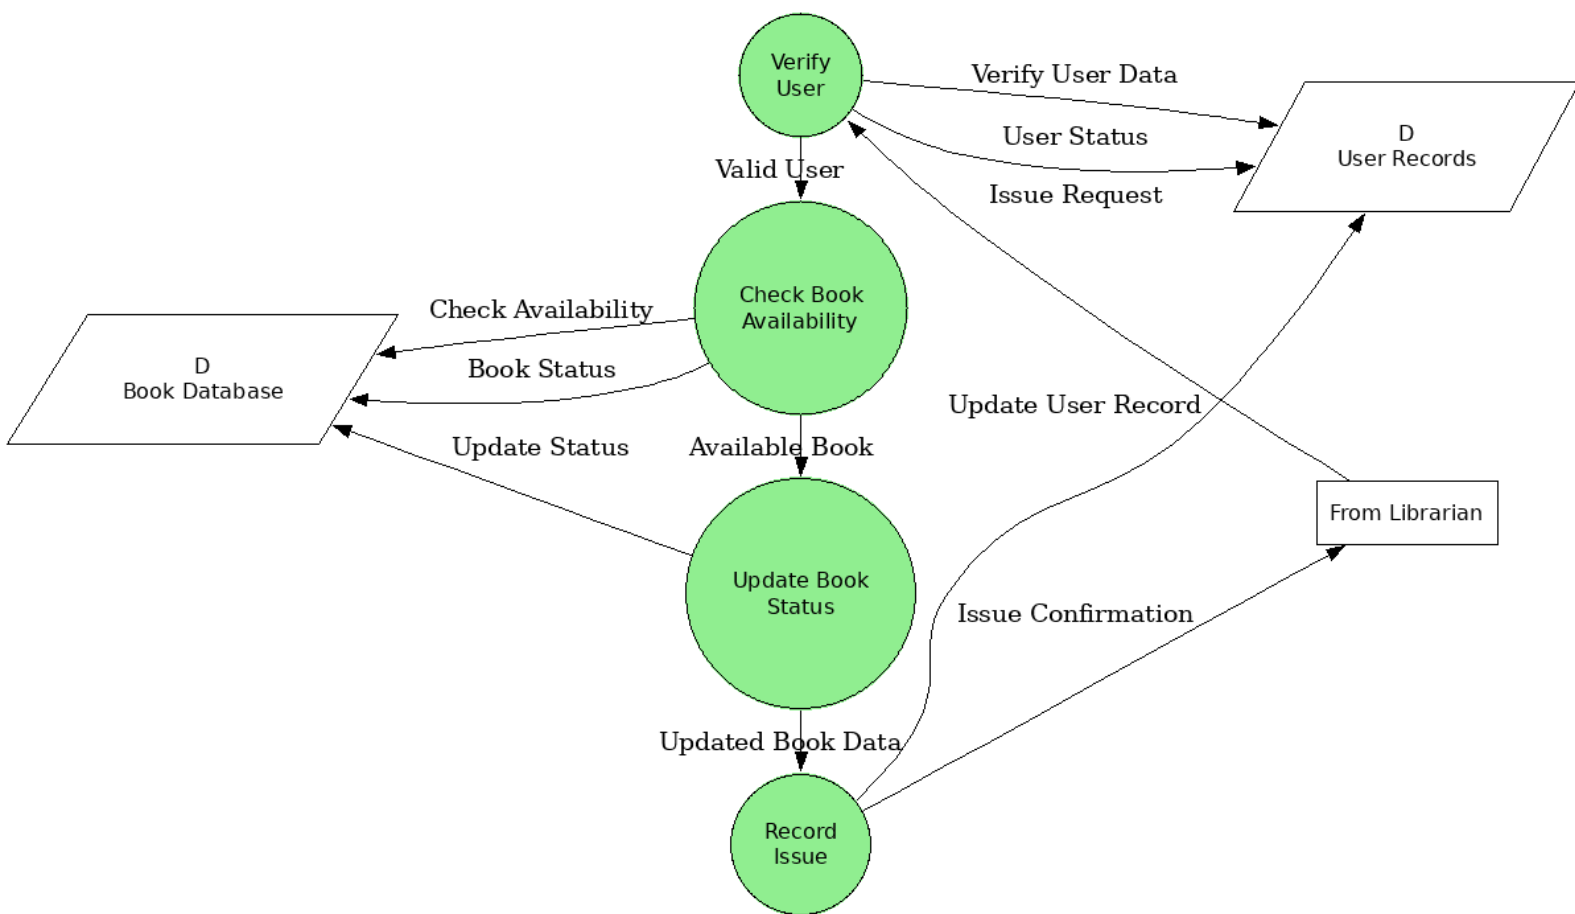 Verify
User
Verify User Data
D
User Records
User Status
Valid User
Issue Request
Check Book
Availability
Check Availability
D
Book Database
Book Status
Update User Record
Update Status
Available Book
From Librarian
Update Book
Status
Issue Confirmation
Updated Book Data
Record
Issue